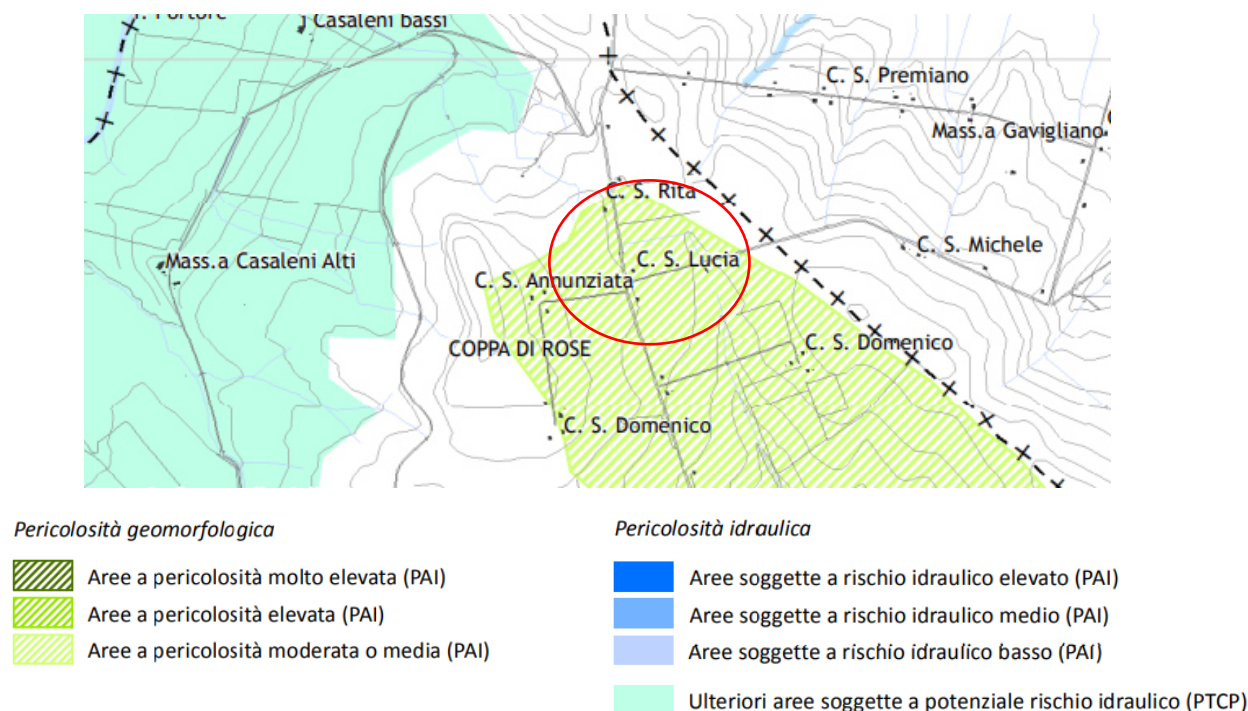 Casaleni bassi
C. S. Premiano
Mass.a Gavigliano
C. S. Rita
C. S. Michele
Mass.a Casaleni Alti
C. S. Lucia
C. S. Annunziata
COPPA DI ROSE
C. S. Domenico
C. S. Domenico
Pericolosità geomorfologica
Aree a pericolosità molto elevata (PAI)
Aree a pericolosità elevata (PAI)
Aree a pericolosità moderata o media (PAI)
Pericolosità idraulica
Aree soggette a rischio idraulico elevato (PAI)
Aree soggette a rischio idraulico medio (PAI)
Aree soggette a rischio idraulico basso (PAI)
Ulteriori aree soggette a potenziale rischio idraulico (PTCP)